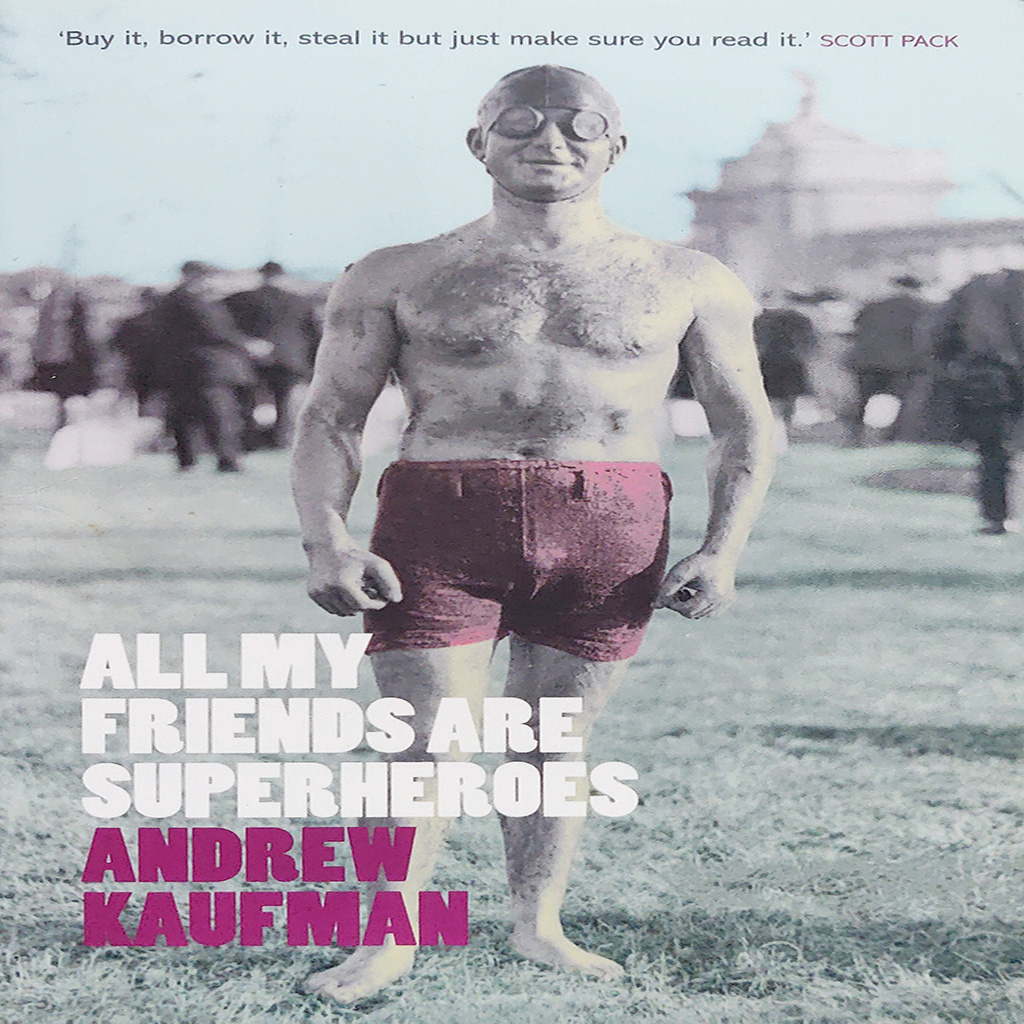 ‘Buy it, borrow it, steal it but just make sure you read it.’ SCOTT PACK
ALL MY
FRIENDS ARE
SUPERHEROES
ANDREW
KAUFMAN